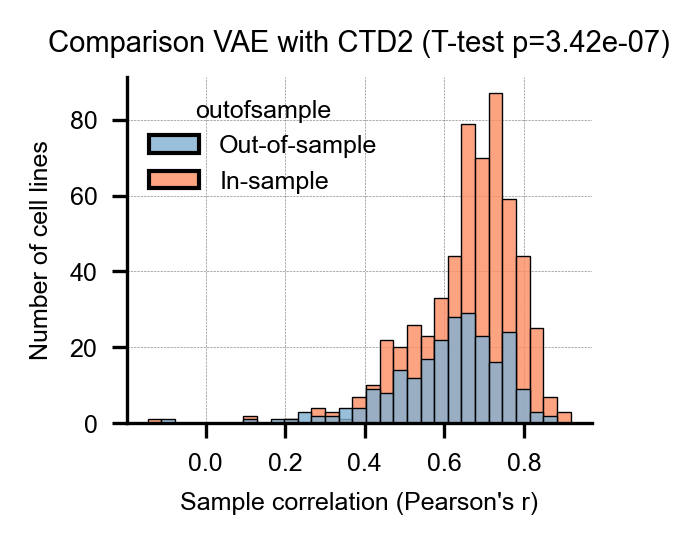 Comparison VAE with CTD2 (T-test p=3.42e-07)
outofsample
Out-of-sample
In-sample
Number of cell lines
80
60
40
20
0
0.0 0.2 0.4 0.6 0.8
Sample correlation (Pearson's r)